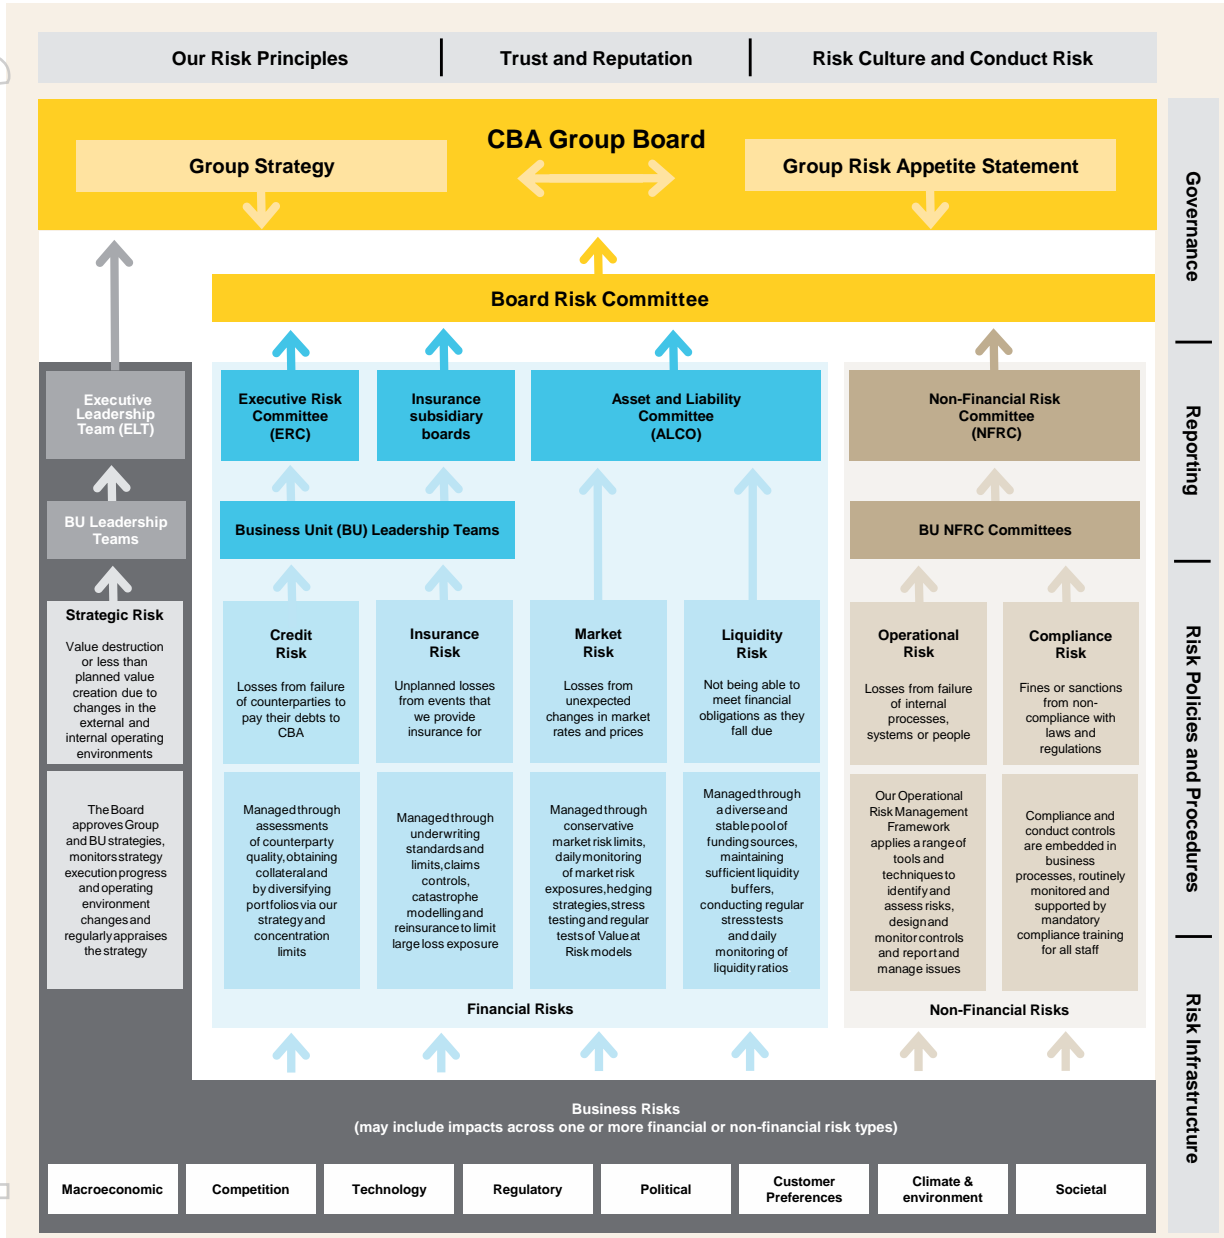 Our Risk Principles
Trust and Reputation
Risk Culture and Conduct Risk
CBA Group Board
Group Strategy
Group Risk Appetite Statement
Board Risk Committee
Executive
Leadership
Team (ELT)
Executive Risk
Committee
(ERC)
Insurance
subsidiary
boards
Asset and Liability
Committee
(ALCO)
Non-Financial Risk
Committee
(NFRC)
BU Leadership
Teams
Business Unit (BU) Leadership Teams
BU NFRC Committees
Strategic Risk
Value destruction
or less than
planned value
creation due to
changes in the
external and
internal operating
environments
Credit
Risk
Losses from failure
of counterparties to
pay their debts to
CBA
Insurance
Risk
Unplanned losses
from events that
we provide
insurance for
Market
Risk
Losses from
unexpected
changes in market
rates and prices
Liquidity
Risk
Not being able to
meet financial
obligations as they
fall due
Operational
Risk
Losses from failure
of internal
processes,
systems or people
Compliance
Risk
Fines or sanctions
from non-
compliance with
laws and
regulations
The Board
approves Group
and BU strategies,
monitors strategy
execution progress
and operating
environment
changes and
regularly appraises
the strategy
Managed through
assessments
of counterparty
quality, obtaining
collateral and
by diversifying
portfolios via our
strategy and
concentration
limits
Managed through
underwriting
standards and
limits, claims
controls,
catastrophe
modelling and
reinsurance to limit
large loss exposure
Managed through
conservative
market risk limits,
daily monitoring
of market risk
exposures, hedging
strategies, stress
testing and regular
tests of Value at
Risk models
Managed through
a diverse and
stable pool of
funding sources,
maintaining
sufficient liquidity
buffers,
conducting regular
stress tests
and daily
monitoring of
liquidity ratios
Our Operational
Risk Management
Framework
applies a range of
tools and
techniques to
identify and
assess risks,
design and
monitor controls
and report and
manage issues
Compliance and
conduct controls
are embedded in
business
processes, routinely
monitored and
supported by
mandatory
compliance training
for all staff
Financial Risks
Non-Financial Risks
Business Risks
(may include impacts across one or more financial or non-financial risk types)
Macroeconomic
Competition
Technology
Regulatory
Political
Customer
Preferences
Climate &
environment
Societal
Governance
Reporting
Risk Policies and Procedures
Risk Infrastructure